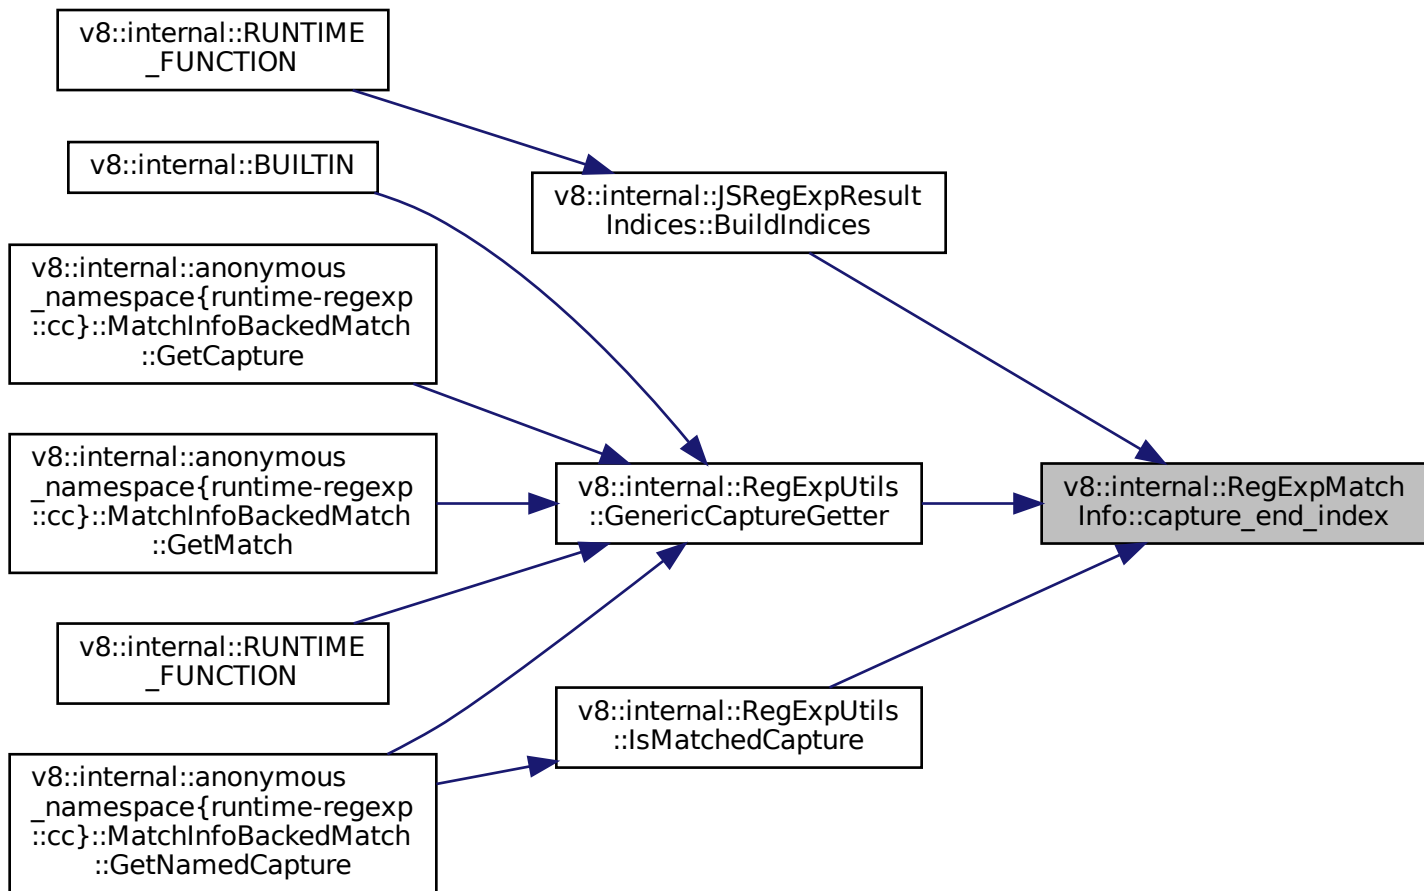 v8::internal::RUNTIME
_FUNCTION
v8::internal::BUILTIN
v8::internal::anonymous
_namespace{runtime-regexp
::cc}::MatchInfoBackedMatch
::GetCapture
v8::internal::anonymous
_namespace{runtime-regexp
::cc}::MatchInfoBackedMatch
::GetMatch
v8::internal::RUNTIME
_FUNCTION
v8::internal::anonymous
_namespace{runtime-regexp
::cc}::MatchInfoBackedMatch
::GetNamedCapture
v8::internal::JSRegExpResult
Indices::BuildIndices
v8::internal::RegExpUtils
::GenericCaptureGetter
v8::internal::RegExpUtils
::IsMatchedCapture
v8::internal::RegExpMatch
Info::capture_end_index